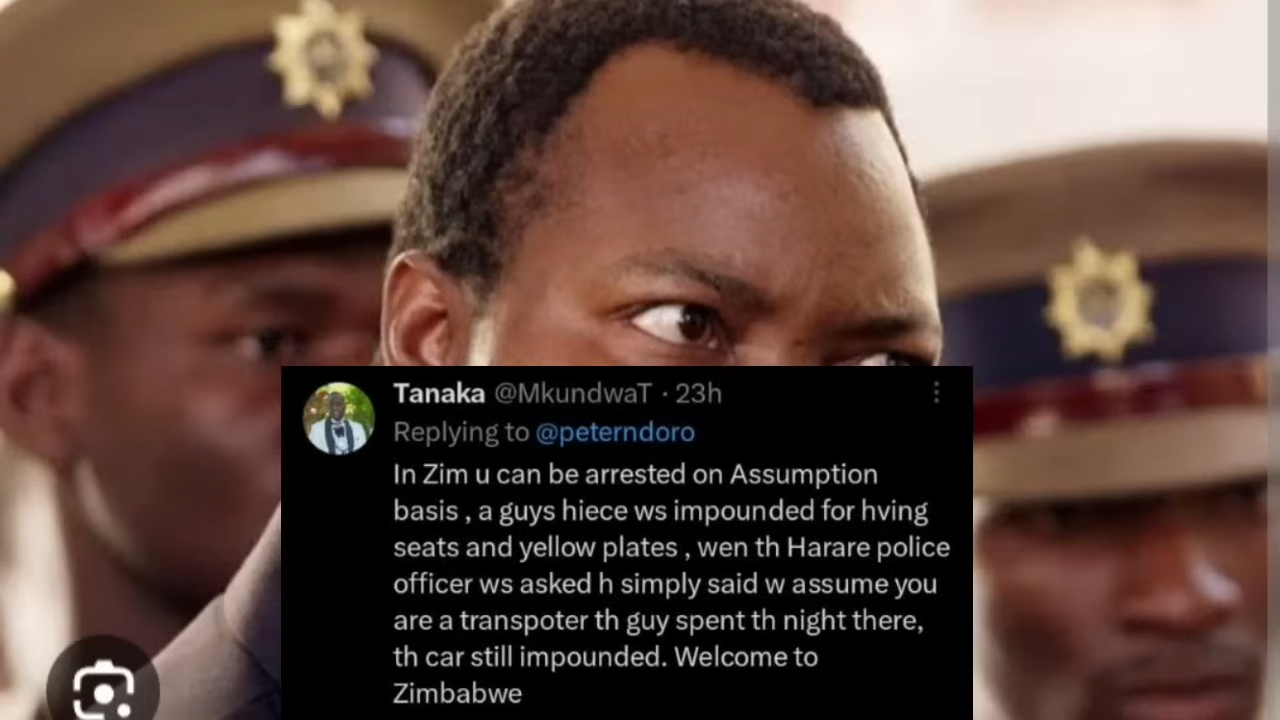 Tanaka @MkundwaT · 23h
Replying to @peterndoro
In Zim u can be arrested on Assumption
basis , a guys hiece ws impounded for hving
seats and yellow plates , wen th Harare police
officer ws asked h simply said w assume you
are a transpoter th guy spent th night there,
th car still impounded. Welcome to
Zimbabwe